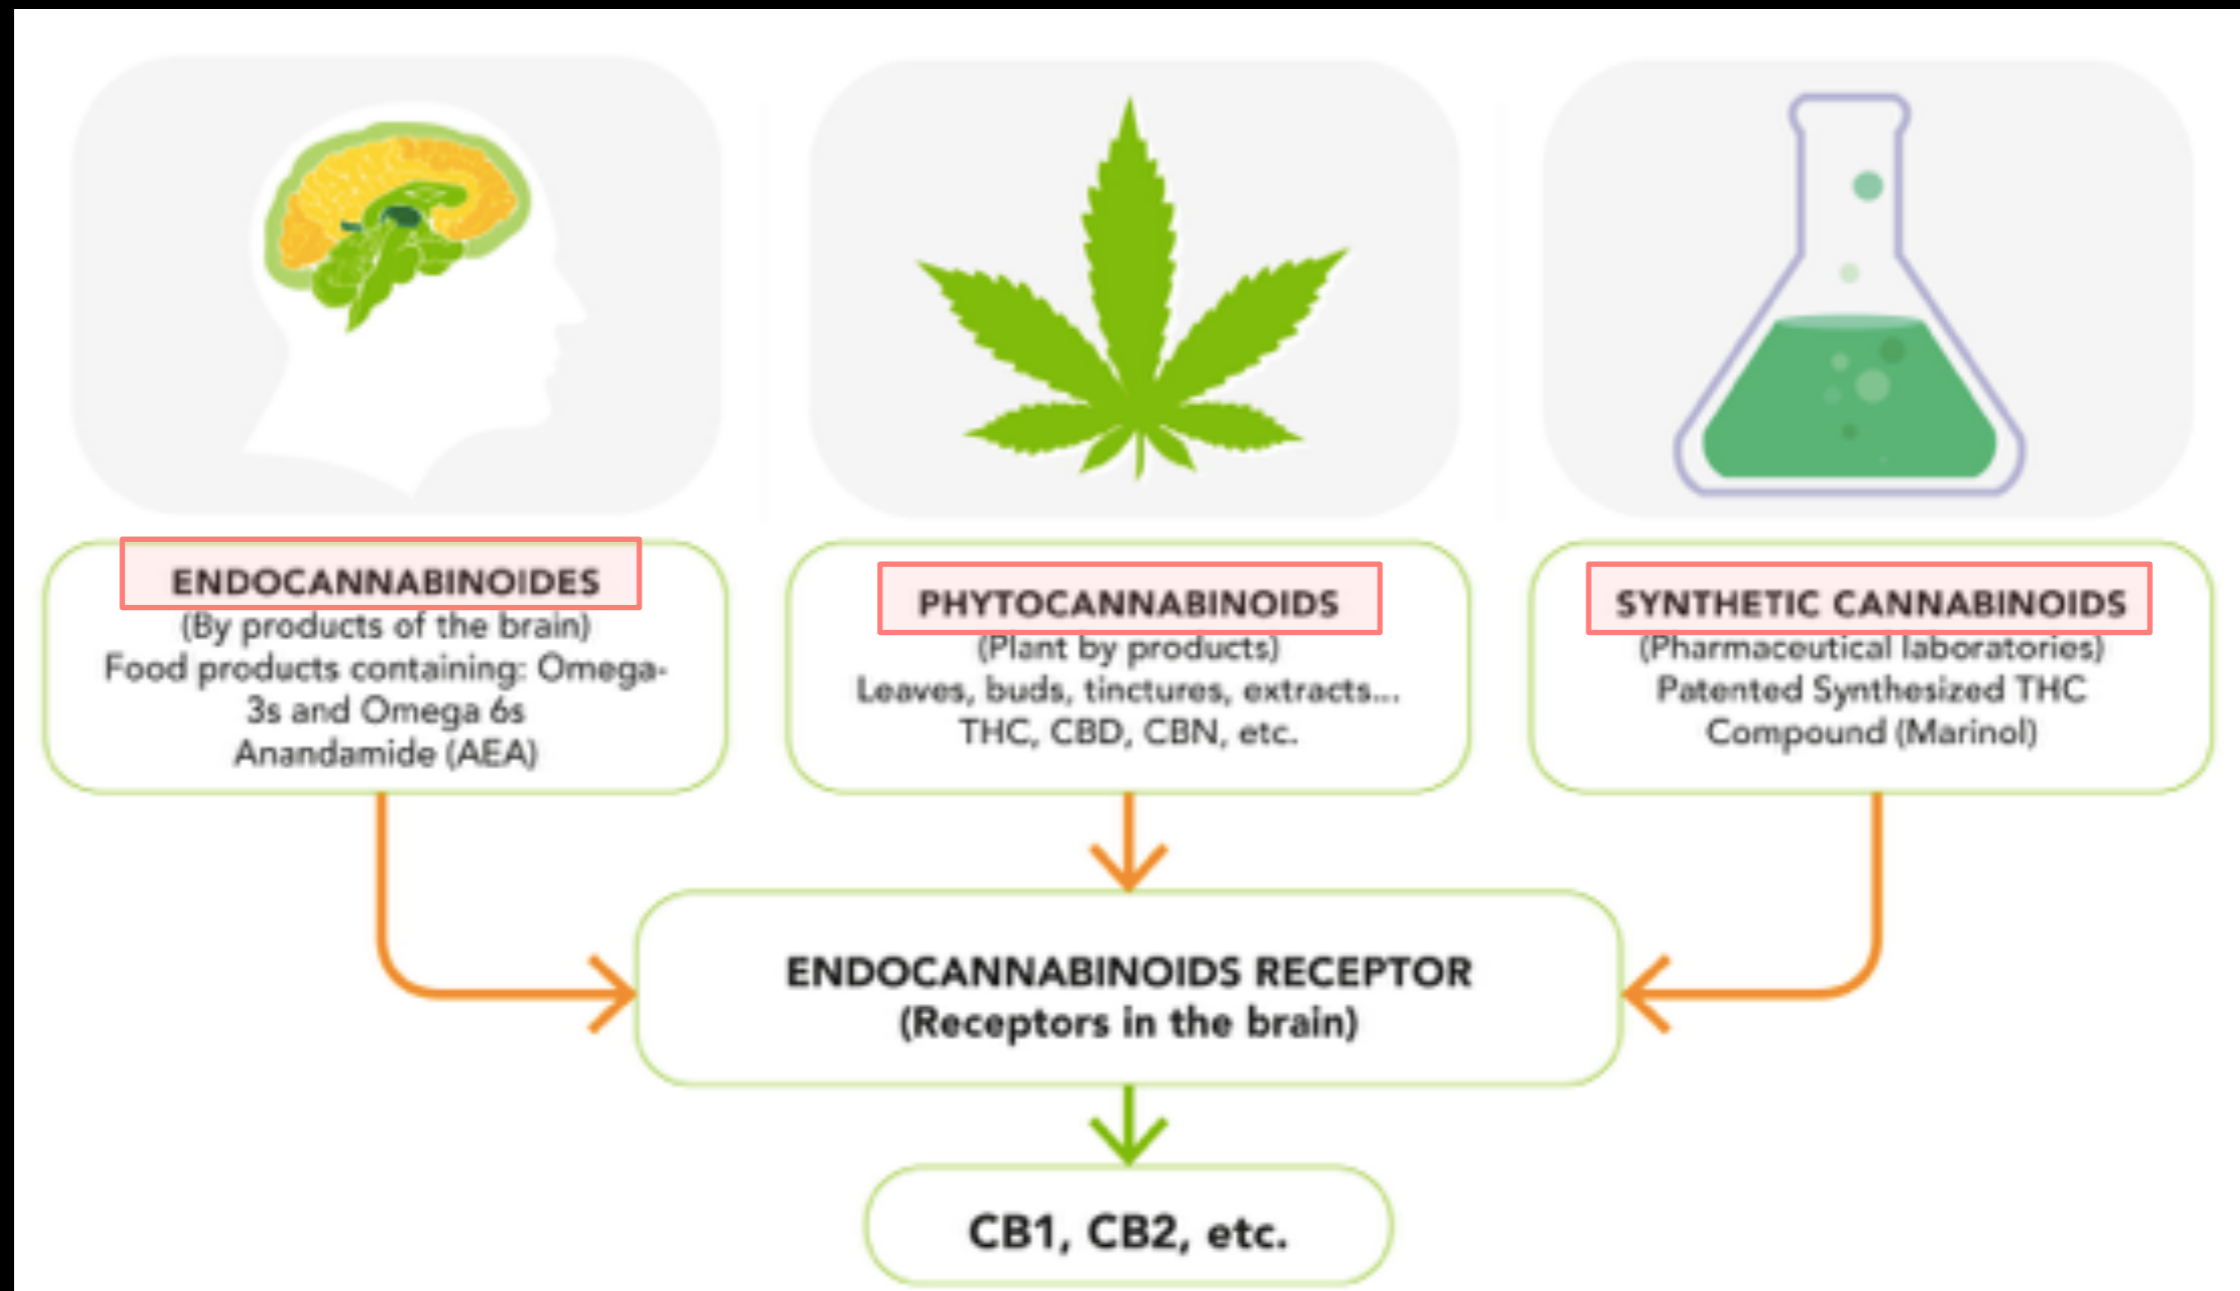 ENDOCANNABINOIDES
(By products of the brain)
Food products containing: Omega-
3s and Omega 6s
Anandamide (AEA)
PHYTOCANNABINOIDS
(Plant by products)
Leaves, buds, tinctures, extracts...
THC, CBD, CBN, etc.
SYNTHETIC CANNABINOIDS
(Pharmaceutical laboratories)
Patented Synthesized THC
Compound (Marinol)
ENDOCANNABINOIDS RECEPTOR
(Receptors in the brain)
CB1, CB2, etc.